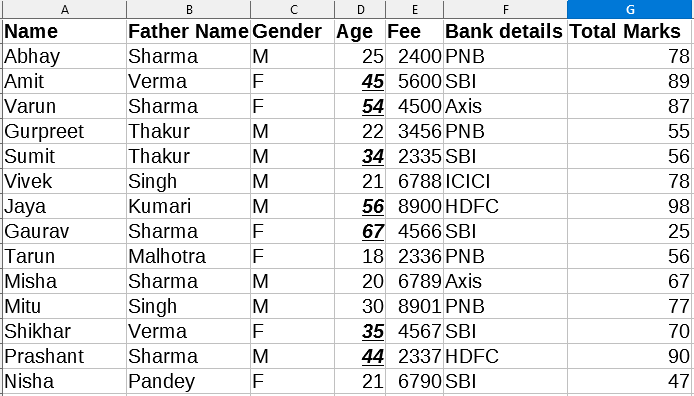 A B C D E F G
Name Father Name Gender Age Fee Bank details Total Marks
Abhay Sharma M 25 2400 PNB 78
Amit Verma F 45 5600 SBI 89
Varun Sharma F 54 4500 Axis 87
Gurpreet Thakur M 22 3456 PNB 55
Sumit Thakur M 34 2335 SBI 56
Vivek Singh M 21 6788 ICICI 78
Jaya Kumari M 56 8900 HDFC 98
Gaurav Sharma F 67 4566 SBI 25
Tarun Malhotra F 18 2336 PNB 56
Misha Sharma M 20 6789 Axis 67
Mitu Singh M 30 8901 PNB 77
Shikhar Verma F 35 4567 SBI 70
Prashant Sharma M 44 2337 HDFC 90
Nisha Pandey F 21 6790 SBI 47